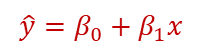 ŷ = β₀ + β₁x